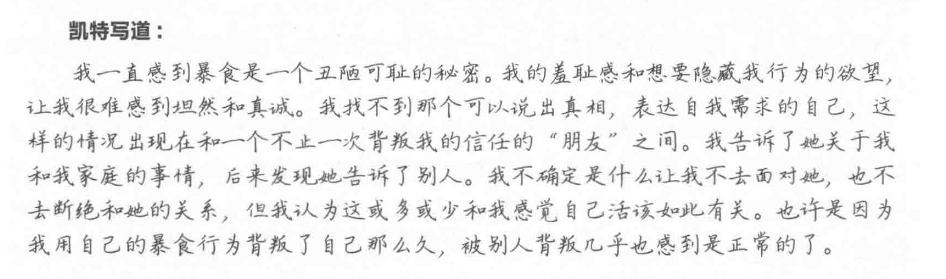 凯特写道：
我一直感到暴食是一个丑陋可耻的秘密。我的羞耻感和想要隐藏我行为的欲望，
让我很难感到坦然和真诚。我找不到那个可以说出真相，表达自我需求的自己，这
样的情况出现在和一个不止一次背叛我的信任的“朋友”之间。我告诉了她关于我
和我家庭的事情，后来发现她告诉了别人。我不确定是什么让我不去面对她，也不
去断绝和她的关系，但我认为这或多或少和我感觉自己活该如此有关。也许是因为
我用自己的暴食行为背叛了自己那么久，被别人背叛几乎也感到是正常的了。